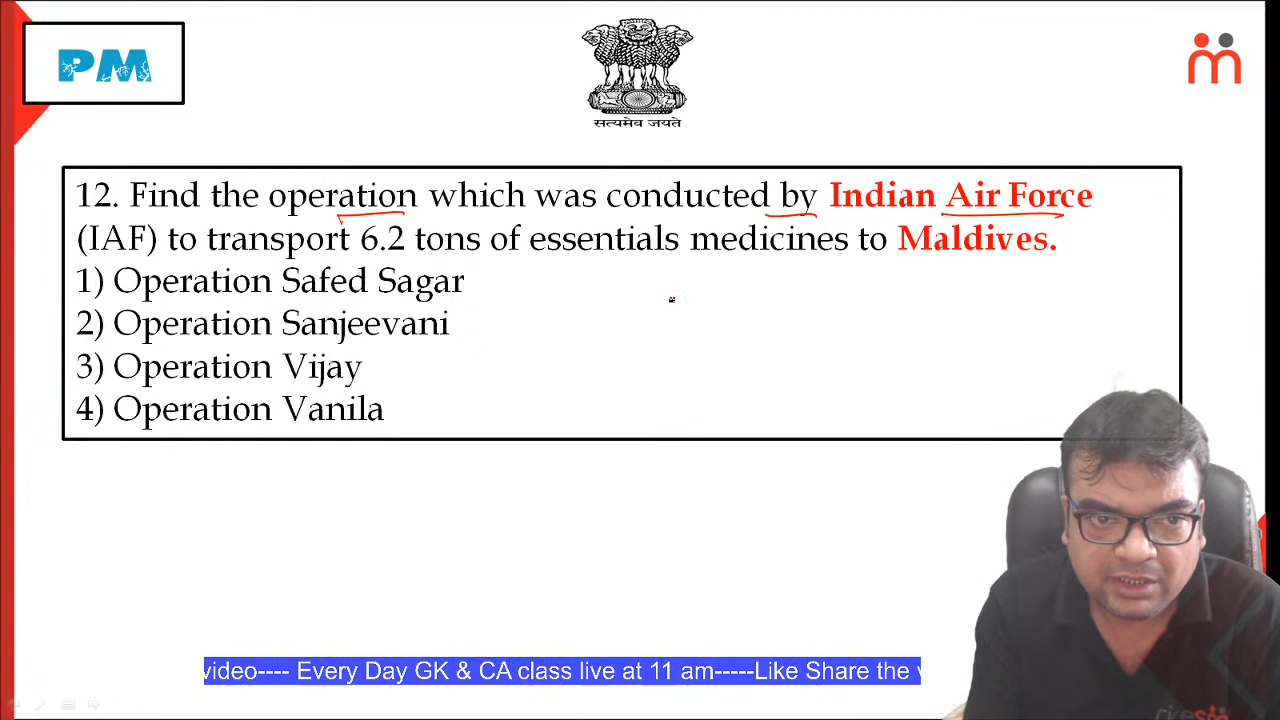 PM
सत्यमेव जयते
12. Find the operation which was conducted by Indian Air Force
(IAF) to transport 6.2 tons of essentials medicines to Maldives.
1) Operation Safed Sagar
2) Operation Sanjeevani
3) Operation Vijay
4) Operation Vanila
video---- Every Day GK & CA class live at 11 am-----Like Share the